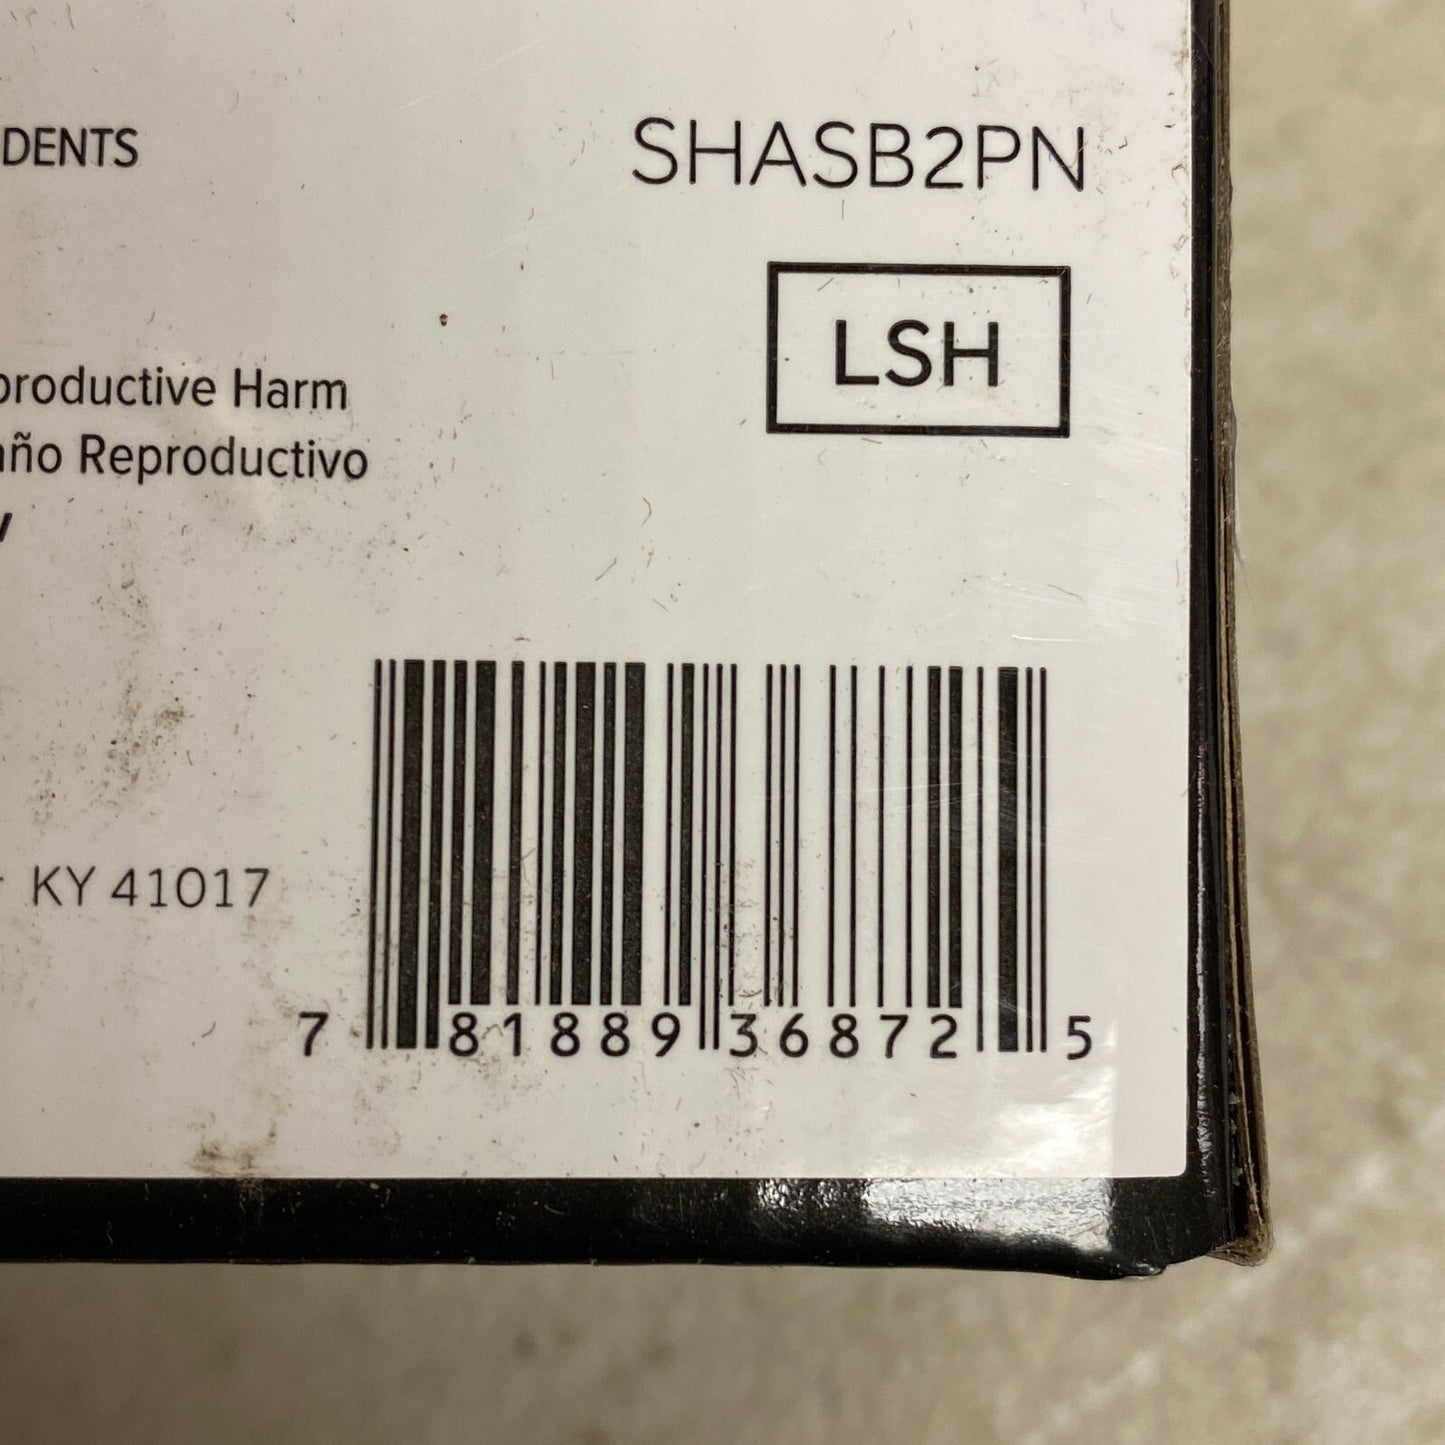 DENTS
SHASB2PN
LSH
productive Harm
año Reproductivo
KY 41017
7 81889 36872 5